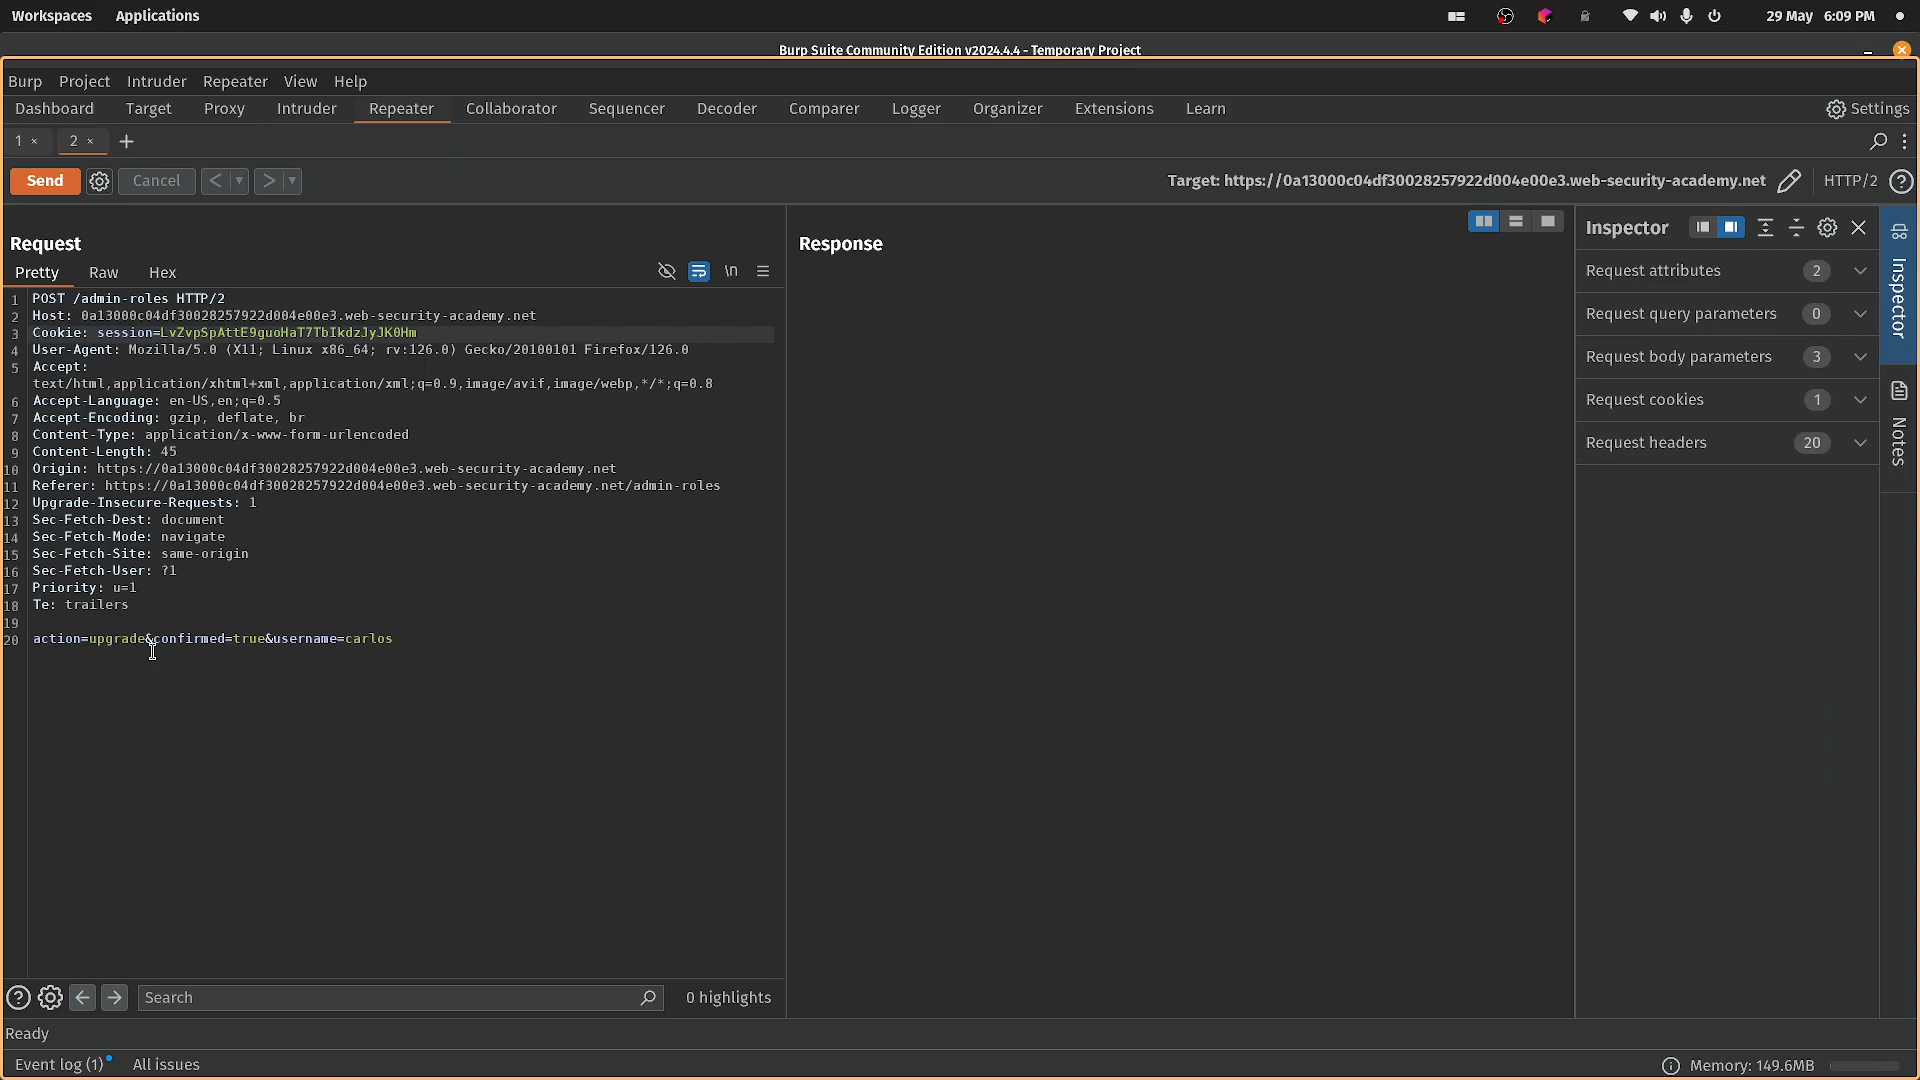 Workspaces Applications 29 May 6:09 PM
Burp Suite Community Edition v2024.4.4 - Temporary Project
Burp Project Intruder Repeater View Help
Dashboard Target Proxy Intruder Repeater Collaborator Sequencer Decoder Comparer Logger Organizer Extensions Learn Settings
1 × 2 × +
Send Cancel < > Target: https://0a13000c04df30028257922d004e00e3.web-security-academy.net HTTP/2 ?
Request
Pretty Raw Hex \n
1 POST /admin-roles HTTP/2
2 Host: 0a13000c04df30028257922d004e00e3.web-security-academy.net
3 Cookie: session=LvZvpSpAttE9guoHaT7TbIkdzJyJK0Hm
4 User-Agent: Mozilla/5.0 (X11; Linux x86_64; rv:126.0) Gecko/20100101 Firefox/126.0
5 Accept:
text/html,application/xhtml+xml,application/xml;q=0.9,image/avif,image/webp,*/*;q=0.8
6 Accept-Language: en-US,en;q=0.5
7 Accept-Encoding: gzip, deflate, br
8 Content-Type: application/x-www-form-urlencoded
9 Content-Length: 45
10 Origin: https://0a13000c04df30028257922d004e00e3.web-security-academy.net
11 Referer: https://0a13000c04df30028257922d004e00e3.web-security-academy.net/admin-roles
12 Upgrade-Insecure-Requests: 1
13 Sec-Fetch-Dest: document
14 Sec-Fetch-Mode: navigate
15 Sec-Fetch-Site: same-origin
16 Sec-Fetch-User: ?1
17 Priority: u=1
18 Te: trailers
19
20 action=upgrade&confirmed=true&username=carlos
Response
Inspector
Request attributes 2
Request query parameters 0
Request body parameters 3
Request cookies 1
Request headers 20
Inspector
Notes
? Search 0 highlights
Ready
Event log (1) All issues Memory: 149.6MB